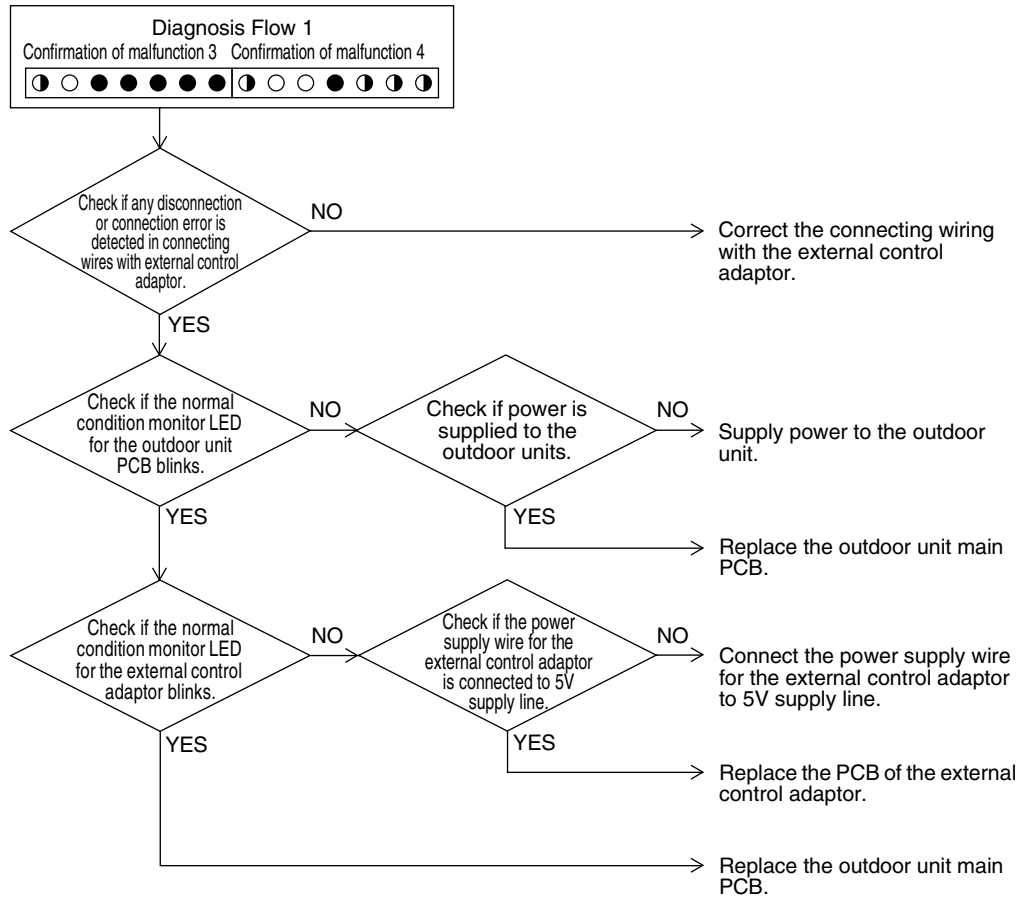 Diagnosis Flow 1
Confirmation of malfunction 3 Confirmation of malfunction 4
Check if any disconnection
or connection error is
detected in connecting
wires with external control
adaptor.
NO
Correct the connecting wiring
with the external control
adaptor.
YES
Check if the normal
condition monitor LED
for the outdoor unit
PCB blinks.
NO
Check if power is
supplied to the
outdoor units.
NO
Supply power to the outdoor
unit.
YES
YES
Replace the outdoor unit main
PCB.
Check if the normal
condition monitor LED
for the external control
adaptor blinks.
NO
Check if the power
supply wire for the
external control adaptor
is connected to 5V
supply line.
NO
Connect the power supply wire
for the external control adaptor
to 5V supply line.
YES
YES
Replace the PCB of the external
control adaptor.
Replace the outdoor unit main
PCB.